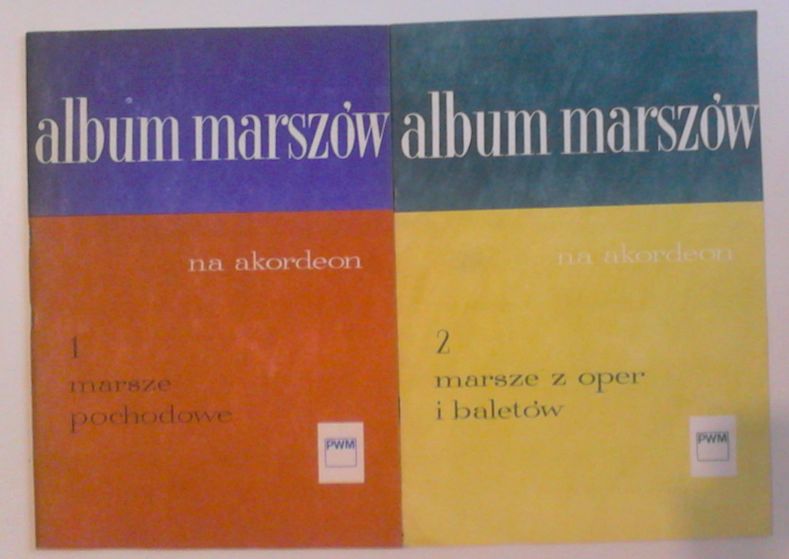 album marszów
na akordeon
1
marsze
pochodowe
PWM
album marszów
na akordeon
2
marsze z oper
i baletów
PWM